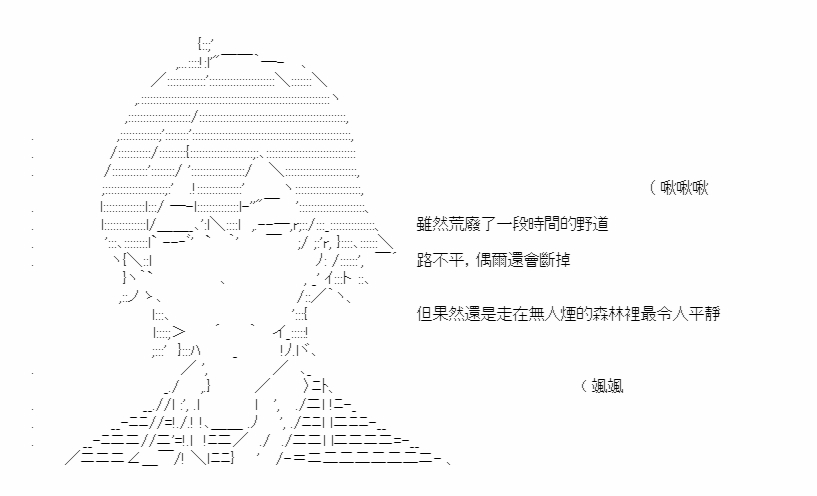 （ 啾啾啾
雖然荒廢了一段時間的野道
路不平，偶爾還會斷掉
但果然還是走在無人煙的森林裡最令人平靜
（ 颯颯